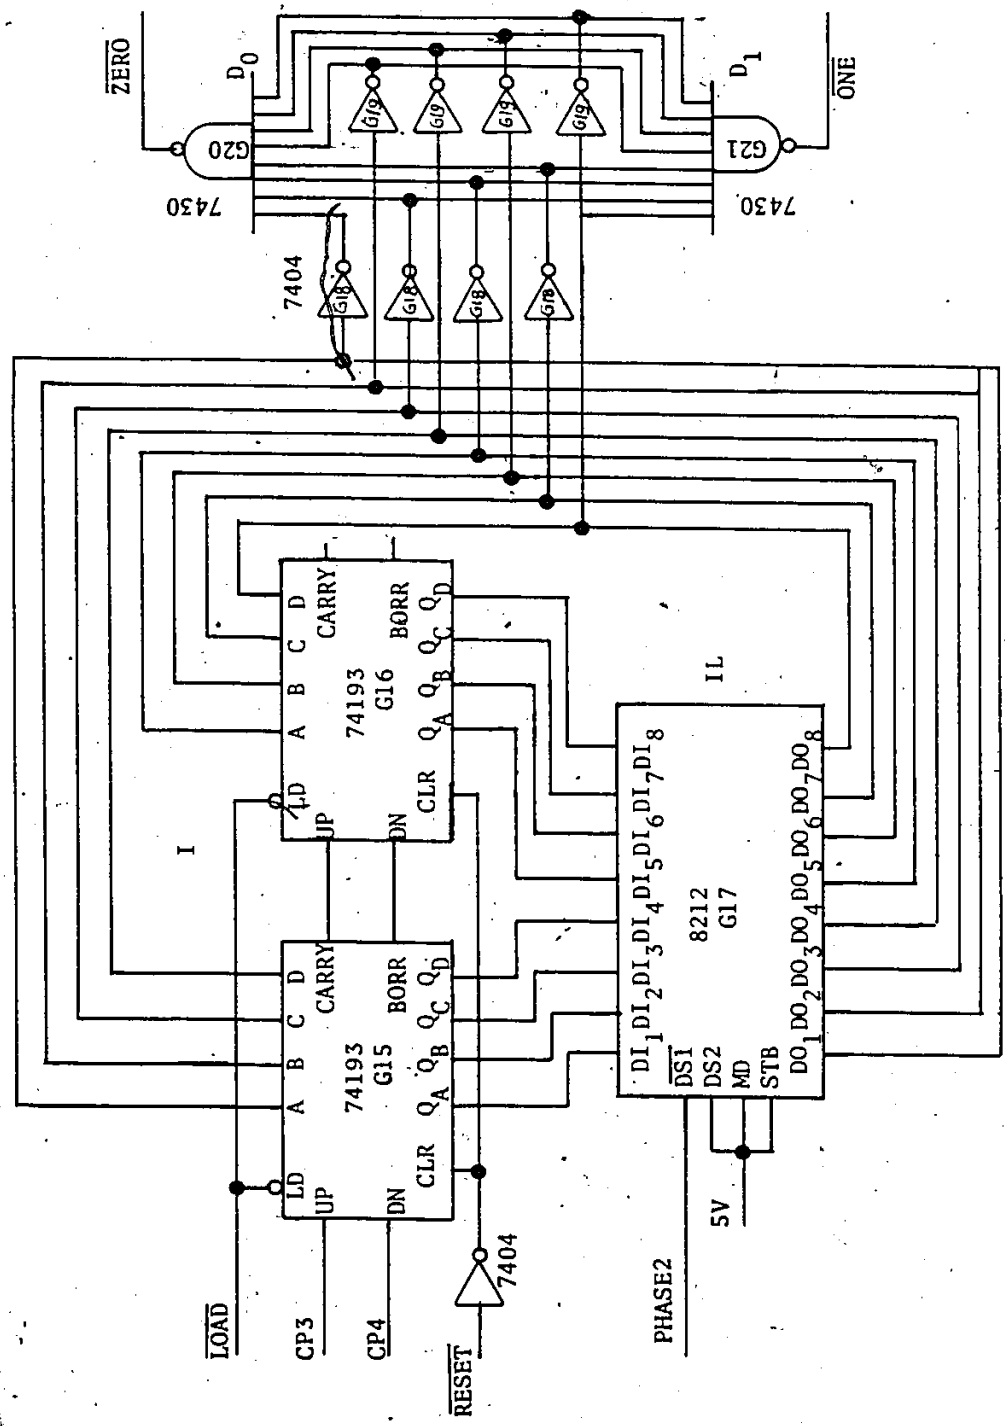 ZERO
D0
G20
7430
7404
G18
G18
G18
G18
G19
G19
G19
G19
D1
G21
7430
ONE
I
LD
UP
DN
CLR
A
B
C
D
CARRY
BORR
QA
QB
QC
QD
74193
G15
LD
UP
DN
CLR
A
B
C
D
CARRY
BORR
QA
QB
QC
QD
74193
G16
LOAD
CP3
CP4
RESET
7404
PHASE2
5V
DI1 DI2 DI3 DI4 DI5 DI6 DI7 DI8
DS1
DS2
MD
STB
8212
G17
DO1 DO2 DO3 DO4 DO5 DO6 DO7 DO8
IL